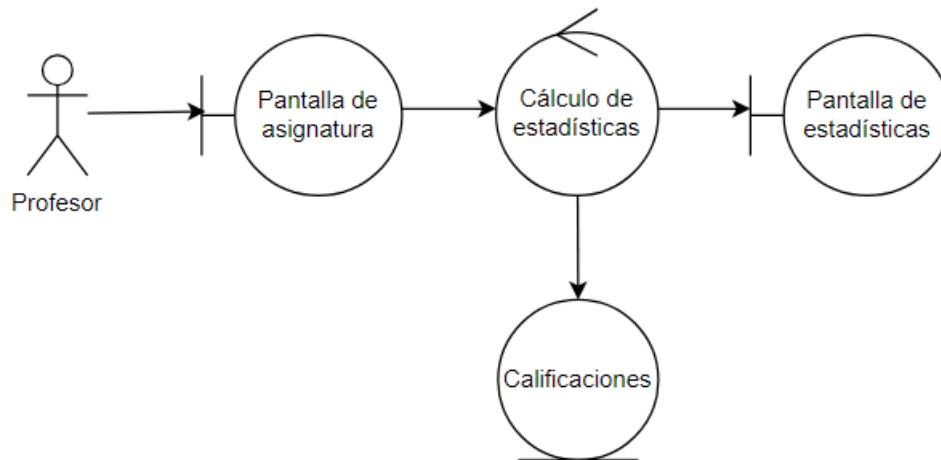 Pantalla de
asignatura
Cálculo de
estadísticas
Pantalla de
estadísticas
Profesor
Calificaciones